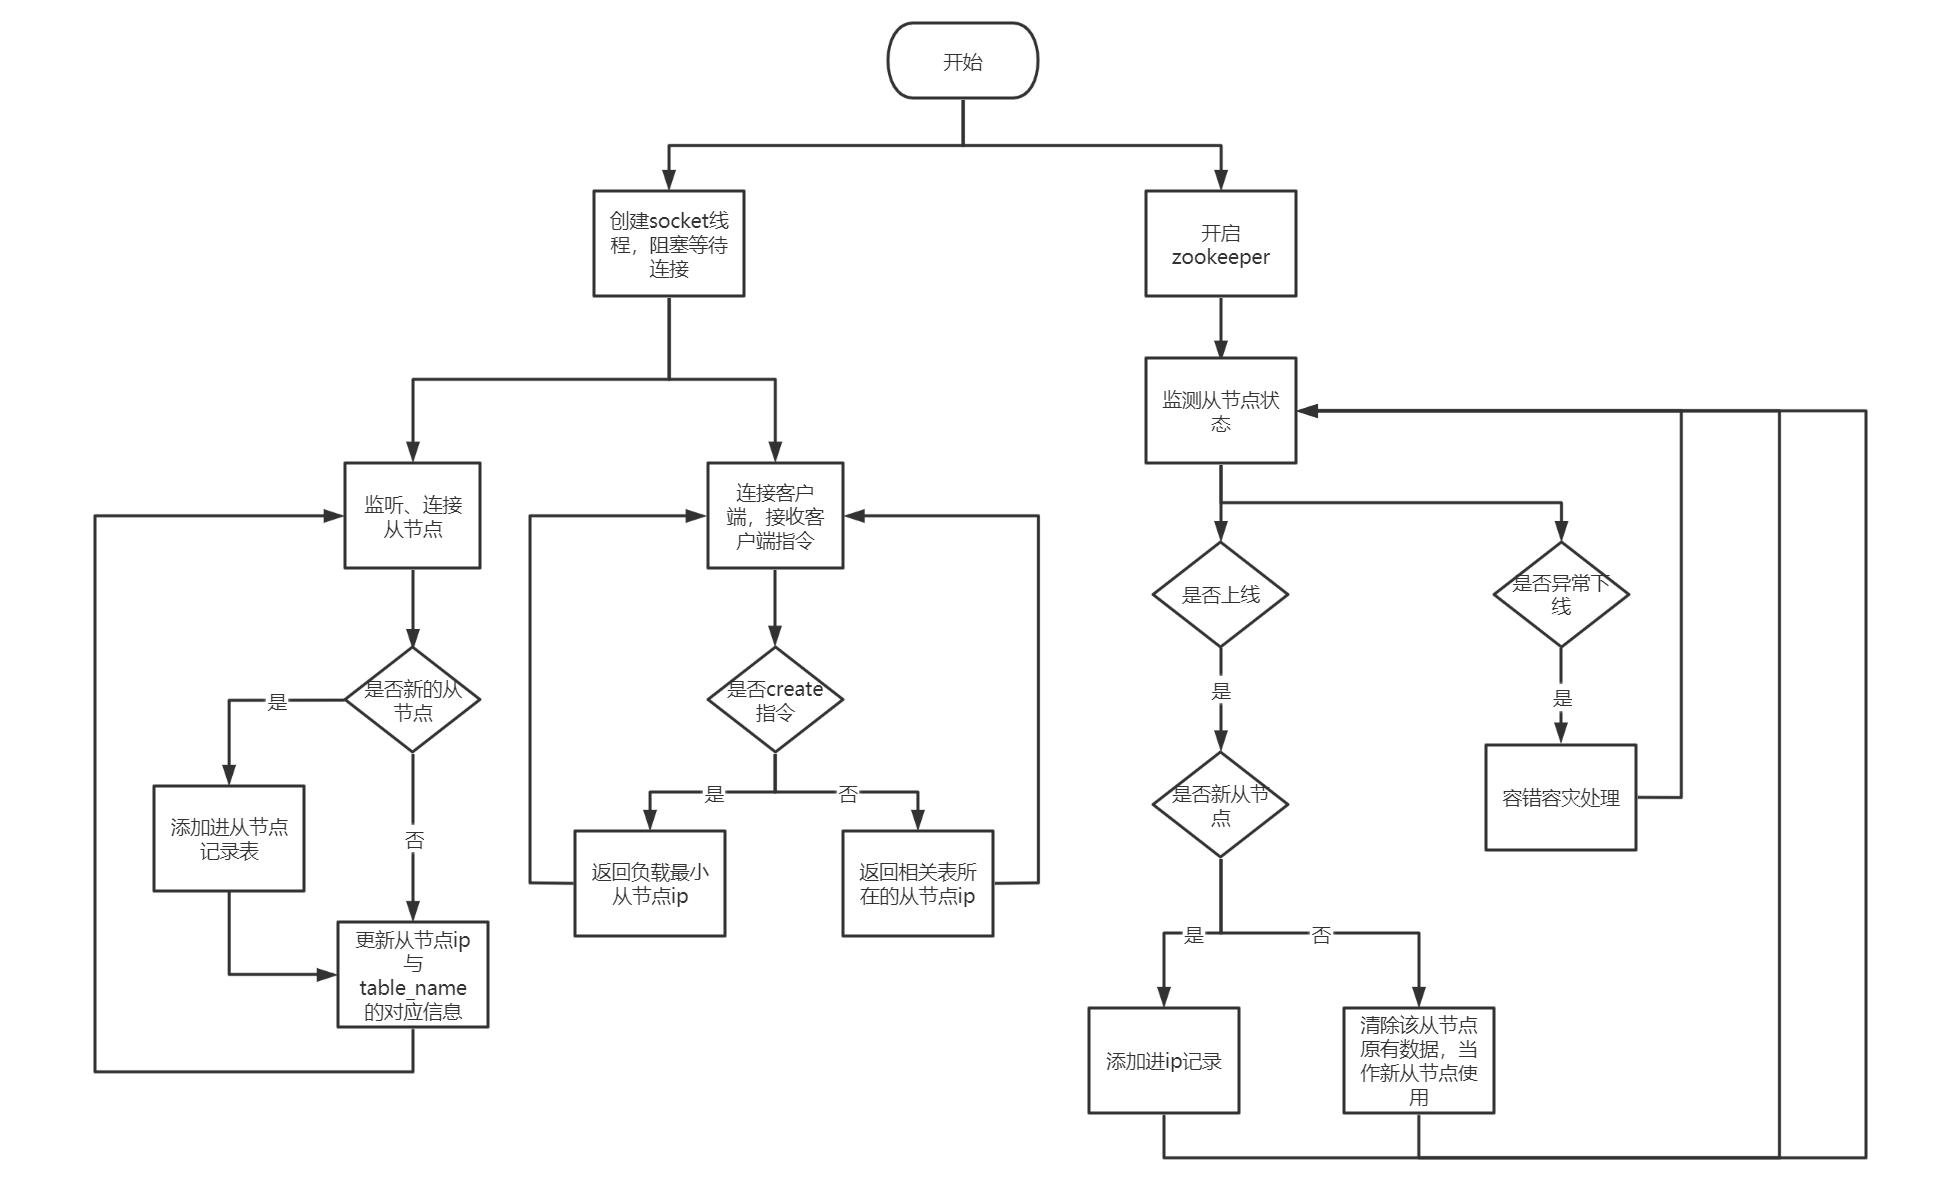 开始
创建socket线
程，阻塞等待
连接
开启
zookeeper
监测从节点状
态
监听、连接
从节点
连接客户
端，接收客
户端指令
是否上线
是否异常下
线
是否新的从
节点
是否create
指令
是
是
是
是否新从节
点
容错容灾处理
是
否
添加进从节点
记录表
否
返回负载最小
从节点ip
返回相关表所
在的从节点ip
更新从节点ip
与
table_name
的对应信息
是
否
添加进ip记录
清除该从节点
原有数据，当
作新从节点使
用